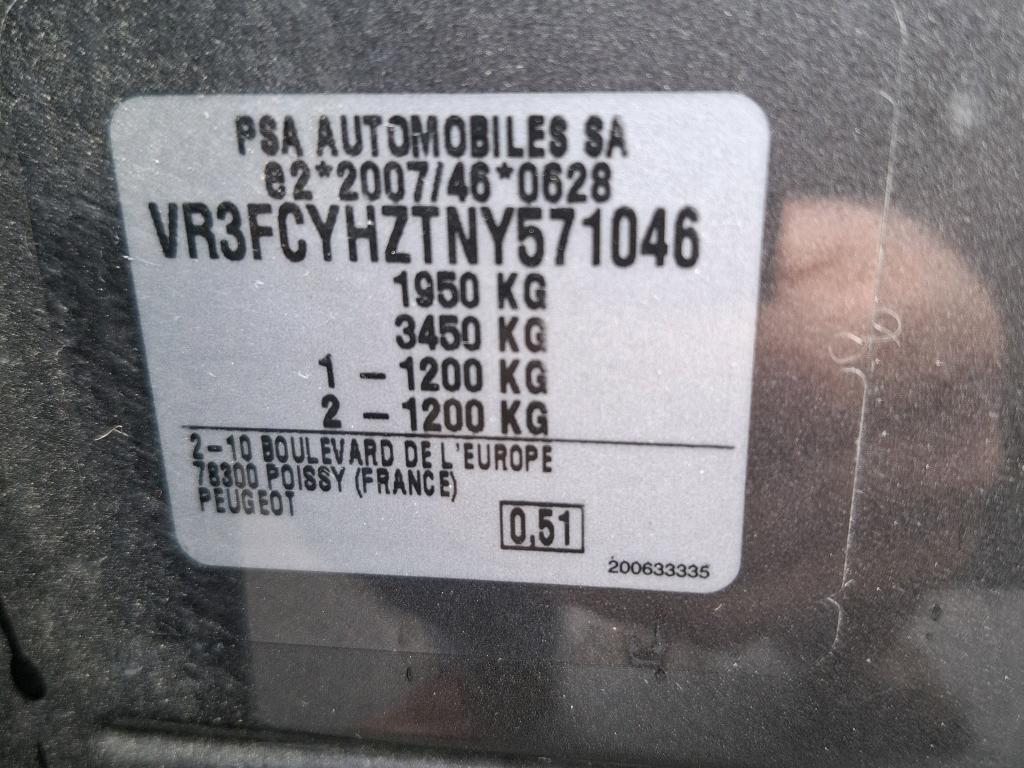 PSA AUTOMOBILES SA
e2*2007/46*0628
VR3FCYHZTNY571046
1950 KG
3450 KG
1 - 1200 KG
2 - 1200 KG
2-10 BOULEVARD DE L'EUROPE
78300 POISSY (FRANCE)
PEUGEOT
0,51
200633335